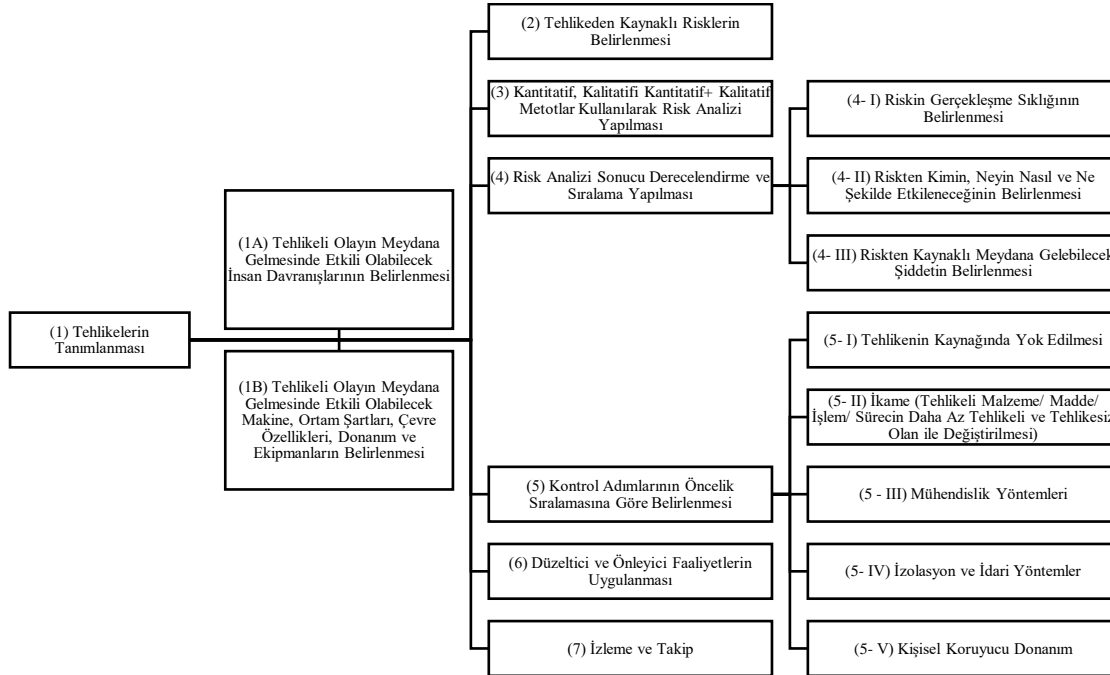 (1) Tehlikelerin
Tanımlanması
(1A) Tehlikeli Olayın Meydana
Gelmesinde Etkili Olabilecek
İnsan Davranışlarının Belirlenmesi
(1B) Tehlikeli Olayın Meydana
Gelmesinde Etkili Olabilecek
Makine, Ortam Şartları, Çevre
Özellikleri, Donanım ve
Ekipmanların Belirlenmesi
(2) Tehlikeden Kaynaklı Risklerin
Belirlenmesi
(3) Kantitatif, Kalitatifi Kantitatif+ Kalitatif
Metotlar Kullanılarak Risk Analizi
Yapılması
(4) Risk Analizi Sonucu Derecelendirme ve
Sıralama Yapılması
(4- I) Riskin Gerçekleşme Sıklığının
Belirlenmesi
(4- II) Riskten Kimin, Neyin Nasıl ve Ne
Şekilde Etkileneceğinin Belirlenmesi
(4- III) Riskten Kaynaklı Meydana Gelebilecek
Şiddetin Belirlenmesi
(5) Kontrol Adımlarının Öncelik
Sıralamasına Göre Belirlenmesi
(5- I) Tehlikenin Kaynağında Yok Edilmesi
(5- II) İkame (Tehlikeli Malzeme/ Madde/
İşlem/ Sürecin Daha Az Tehlikeli ve Tehlikesiz
Olan ile Değiştirilmesi)
(5 - III) Mühendislik Yöntemleri
(5- IV) İzolasyon ve İdari Yöntemler
(5- V) Kişisel Koruyucu Donanım
(6) Düzeltici ve Önleyici Faaliyetlerin
Uygulanması
(7) İzleme ve Takip